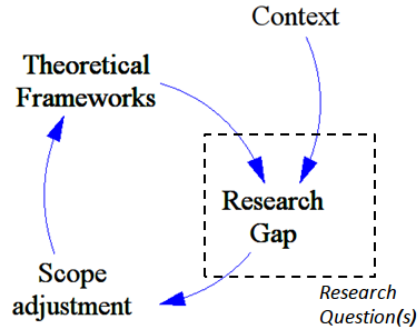 Context
Theoretical
Frameworks
Research
Gap
Scope
adjustment
Research
Question(s)